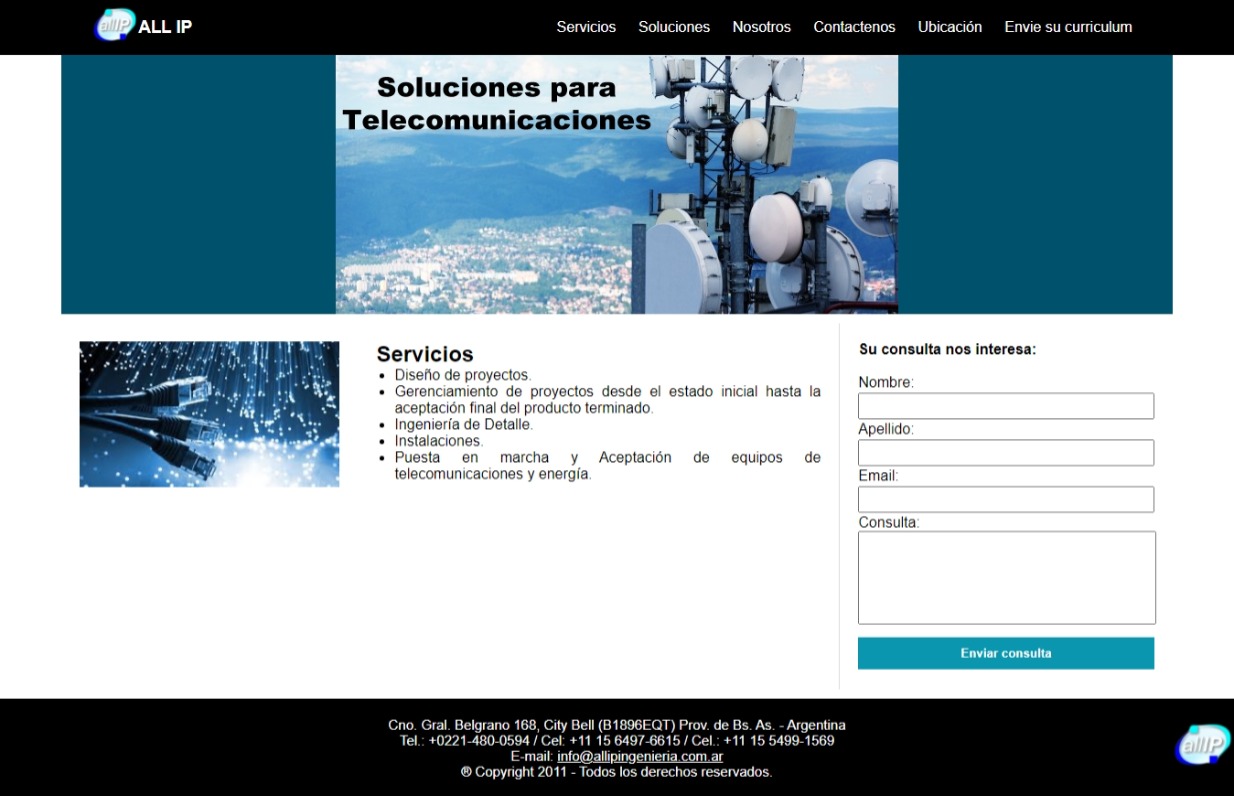 allIP ALL IP Servicios Soluciones Nosotros Contactenos Ubicación Envie su curriculum
Soluciones para
Telecomunicaciones
Servicios
Diseño de proyectos.
Gerenciamiento de proyectos desde el estado inicial hasta la
aceptación final del producto terminado.
Ingeniería de Detalle.
Instalaciones.
Puesta en marcha y Aceptación de equipos de
telecomunicaciones y energía.
Su consulta nos interesa:
Nombre:
Apellido:
Email:
Consulta:
Enviar consulta
Cno. Gral. Belgrano 168, City Bell (B1896EQT) Prov. de Bs. As. - Argentina
Tel.: +0221-480-0594 / Cel: +11 15 6497-6615 / Cel.: +11 15 5499-1569
E-mail: info@allipingenieria.com.ar
® Copyright 2011 - Todos los derechos reservados.
allIP